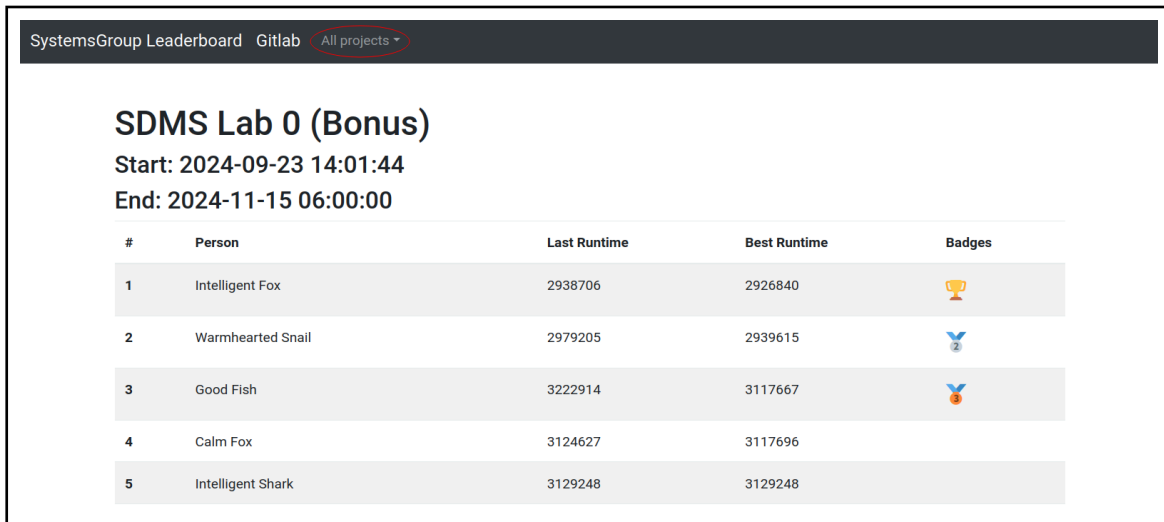 SystemsGroup Leaderboard Gitlab All projects
SDMS Lab 0 (Bonus)
Start: 2024-09-23 14:01:44
End: 2024-11-15 06:00:00
# Person Last Runtime Best Runtime Badges
1 Intelligent Fox 2938706 2926840
2 Warmhearted Snail 2979205 2939615 2
3 Good Fish 3222914 3117667 3
4 Calm Fox 3124627 3117696
5 Intelligent Shark 3129248 3129248